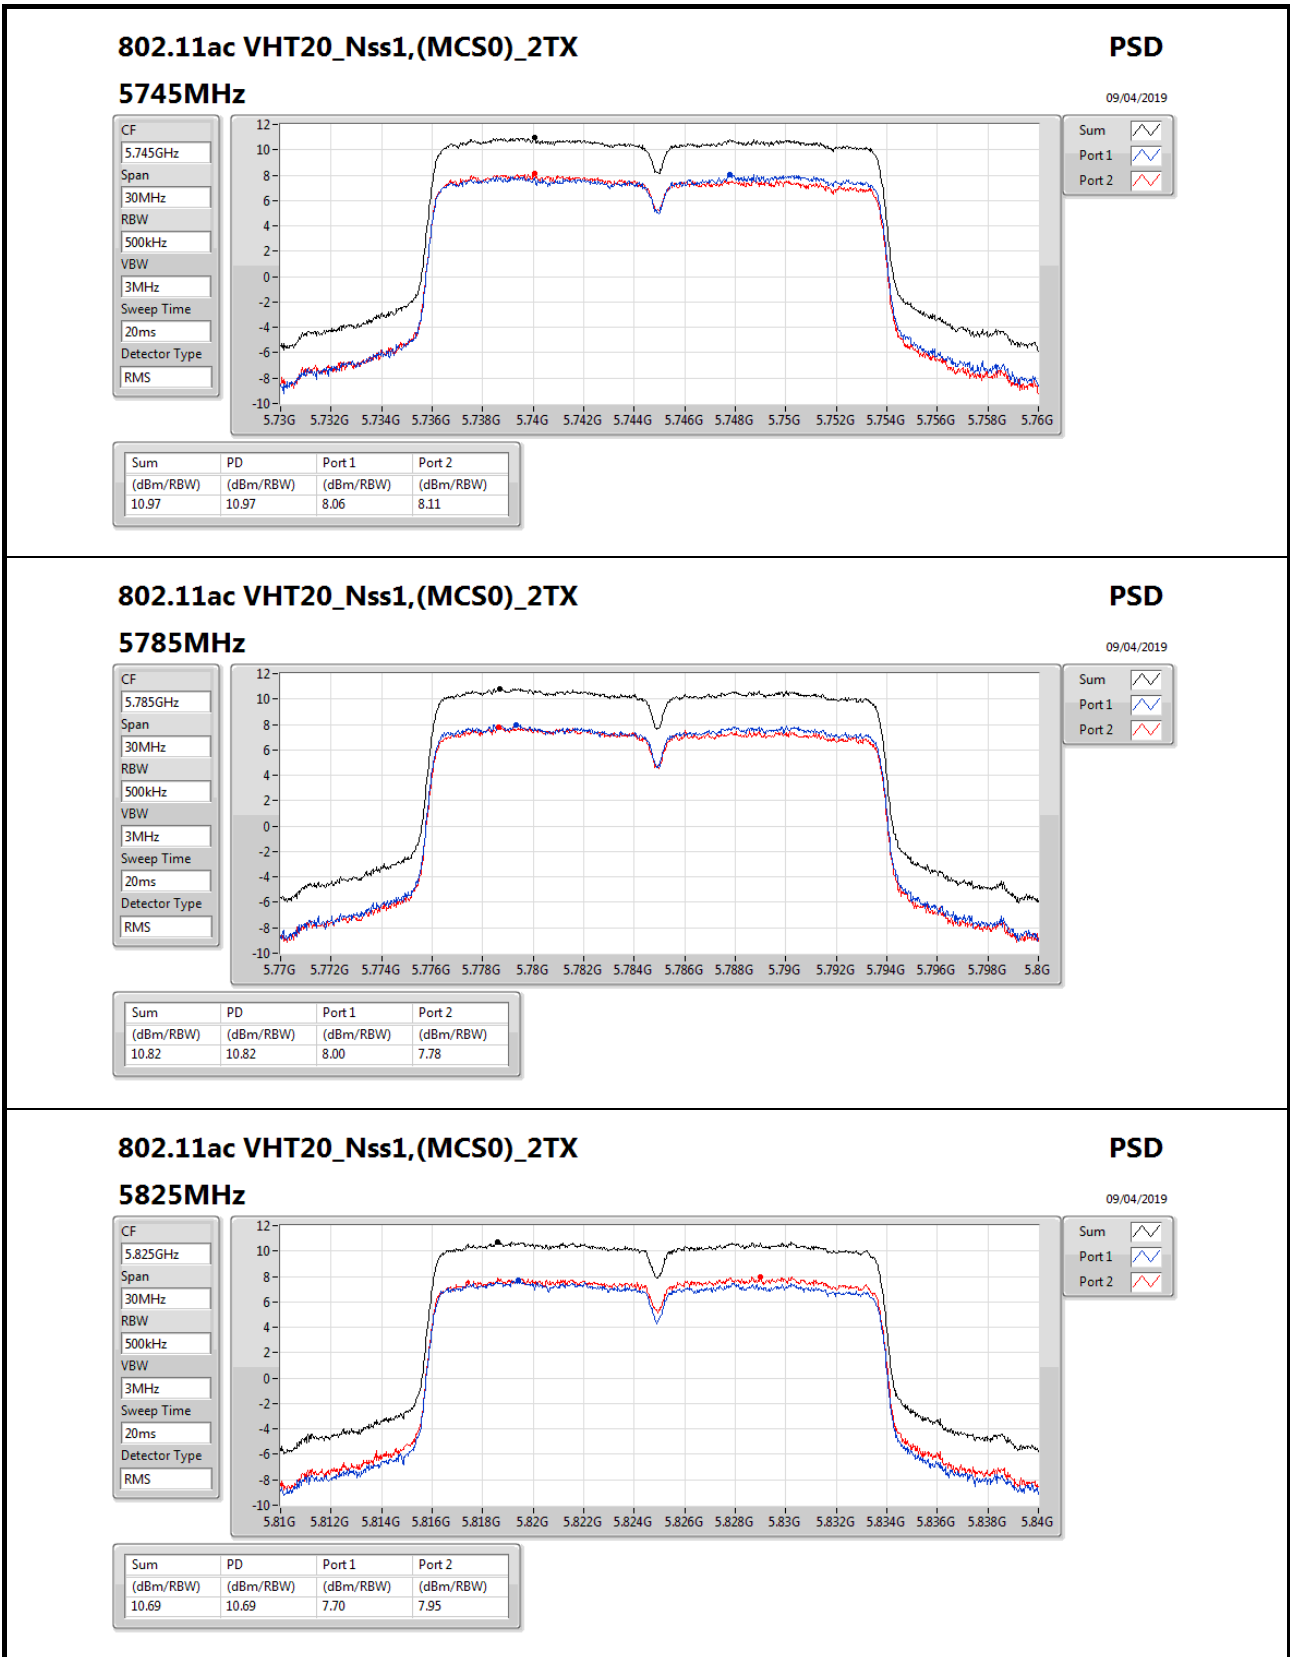 802.11ac VHT20_Nss1,(MCS0)_2TX PSD
5745MHz 09/04/2019
CF
5.745GHz
Span
30MHz
RBW
500kHz
VBW
3MHz
Sweep Time
20ms
Detector Type
RMS
12
10
8
6
4
2
0
-2
-4
-6
-8
-10
5.73G 5.732G 5.734G 5.736G 5.738G 5.74G 5.742G 5.744G 5.746G 5.748G 5.75G 5.752G 5.754G 5.756G 5.758G 5.76G
Sum
Port 1
Port 2
Sum PD Port 1 Port 2
(dBm/RBW) (dBm/RBW) (dBm/RBW) (dBm/RBW)
10.97 10.97 8.06 8.11
802.11ac VHT20_Nss1,(MCS0)_2TX PSD
5785MHz 09/04/2019
CF
5.785GHz
Span
30MHz
RBW
500kHz
VBW
3MHz
Sweep Time
20ms
Detector Type
RMS
12
10
8
6
4
2
0
-2
-4
-6
-8
-10
5.77G 5.772G 5.774G 5.776G 5.778G 5.78G 5.782G 5.784G 5.786G 5.788G 5.79G 5.792G 5.794G 5.796G 5.798G 5.8G
Sum
Port 1
Port 2
Sum PD Port 1 Port 2
(dBm/RBW) (dBm/RBW) (dBm/RBW) (dBm/RBW)
10.82 10.82 8.00 7.78
802.11ac VHT20_Nss1,(MCS0)_2TX PSD
5825MHz 09/04/2019
CF
5.825GHz
Span
30MHz
RBW
500kHz
VBW
3MHz
Sweep Time
20ms
Detector Type
RMS
12
10
8
6
4
2
0
-2
-4
-6
-8
-10
5.81G 5.812G 5.814G 5.816G 5.818G 5.82G 5.822G 5.824G 5.826G 5.828G 5.83G 5.832G 5.834G 5.836G 5.838G 5.84G
Sum
Port 1
Port 2
Sum PD Port 1 Port 2
(dBm/RBW) (dBm/RBW) (dBm/RBW) (dBm/RBW)
10.69 10.69 7.70 7.95